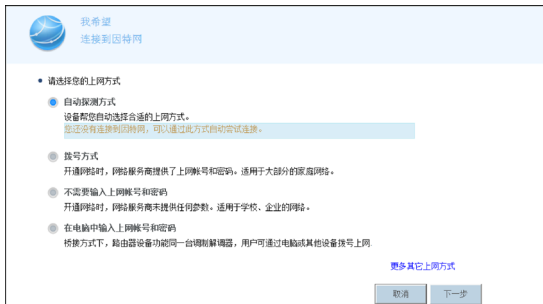 我希望
连接到因特网
请选择您的上网方式
自动探测方式
设备帮您自动选择合适的上网方式。
您还没有连接到因特网，可以通过此方式自动尝试连接。
拨号方式
开通网络时，网络服务商提供了上网帐号和密码。适用于大部分的家庭网络。
不需要输入上网帐号和密码
开通网络时，网络服务商未提供任何参数。适用于学校、企业的网络。
在电脑中输入上网帐号和密码
桥接方式下，路由器设备功能同一台调制解调器，用户可通过电脑或其他设备拨号上网
更多其它上网方式
取消 下一步